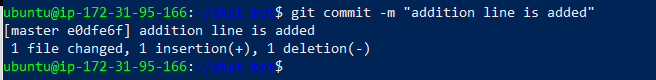 ubuntu@ip-172-31-95-166:~/chat-bot$ git commit -m "addition line is added"
[master e0dfe6f] addition line is added
 1 file changed, 1 insertion(+), 1 deletion(-)
ubuntu@ip-172-31-95-166:~/chat-bot$